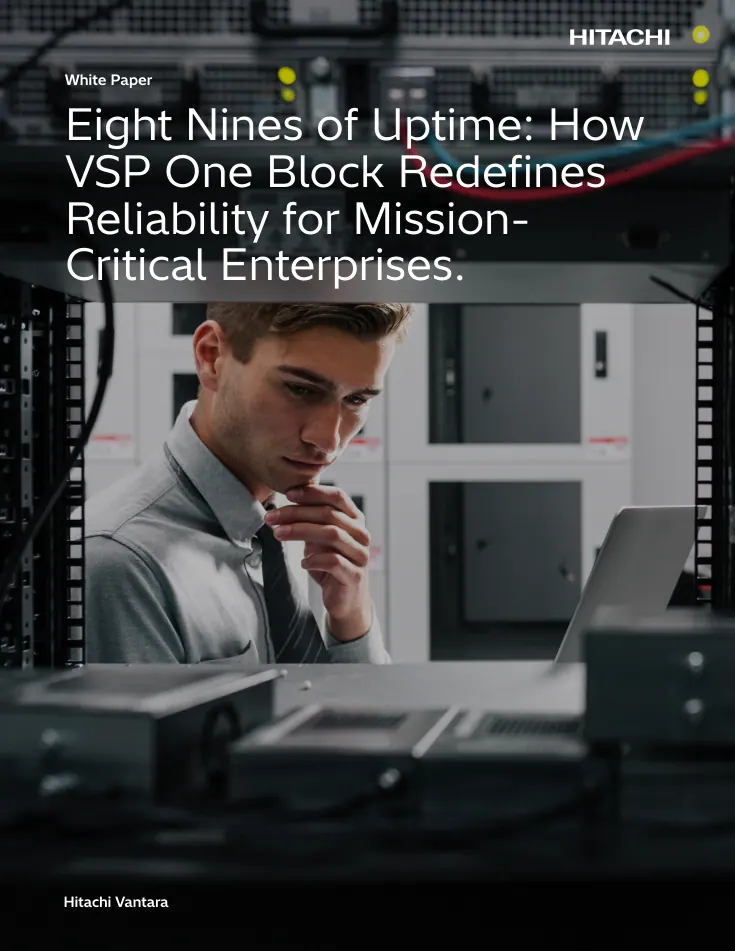 HITACHI
White Paper
Eight Nines of Uptime: How
VSP One Block Redefines
Reliability for Mission-
Critical Enterprises.
Hitachi Vantara